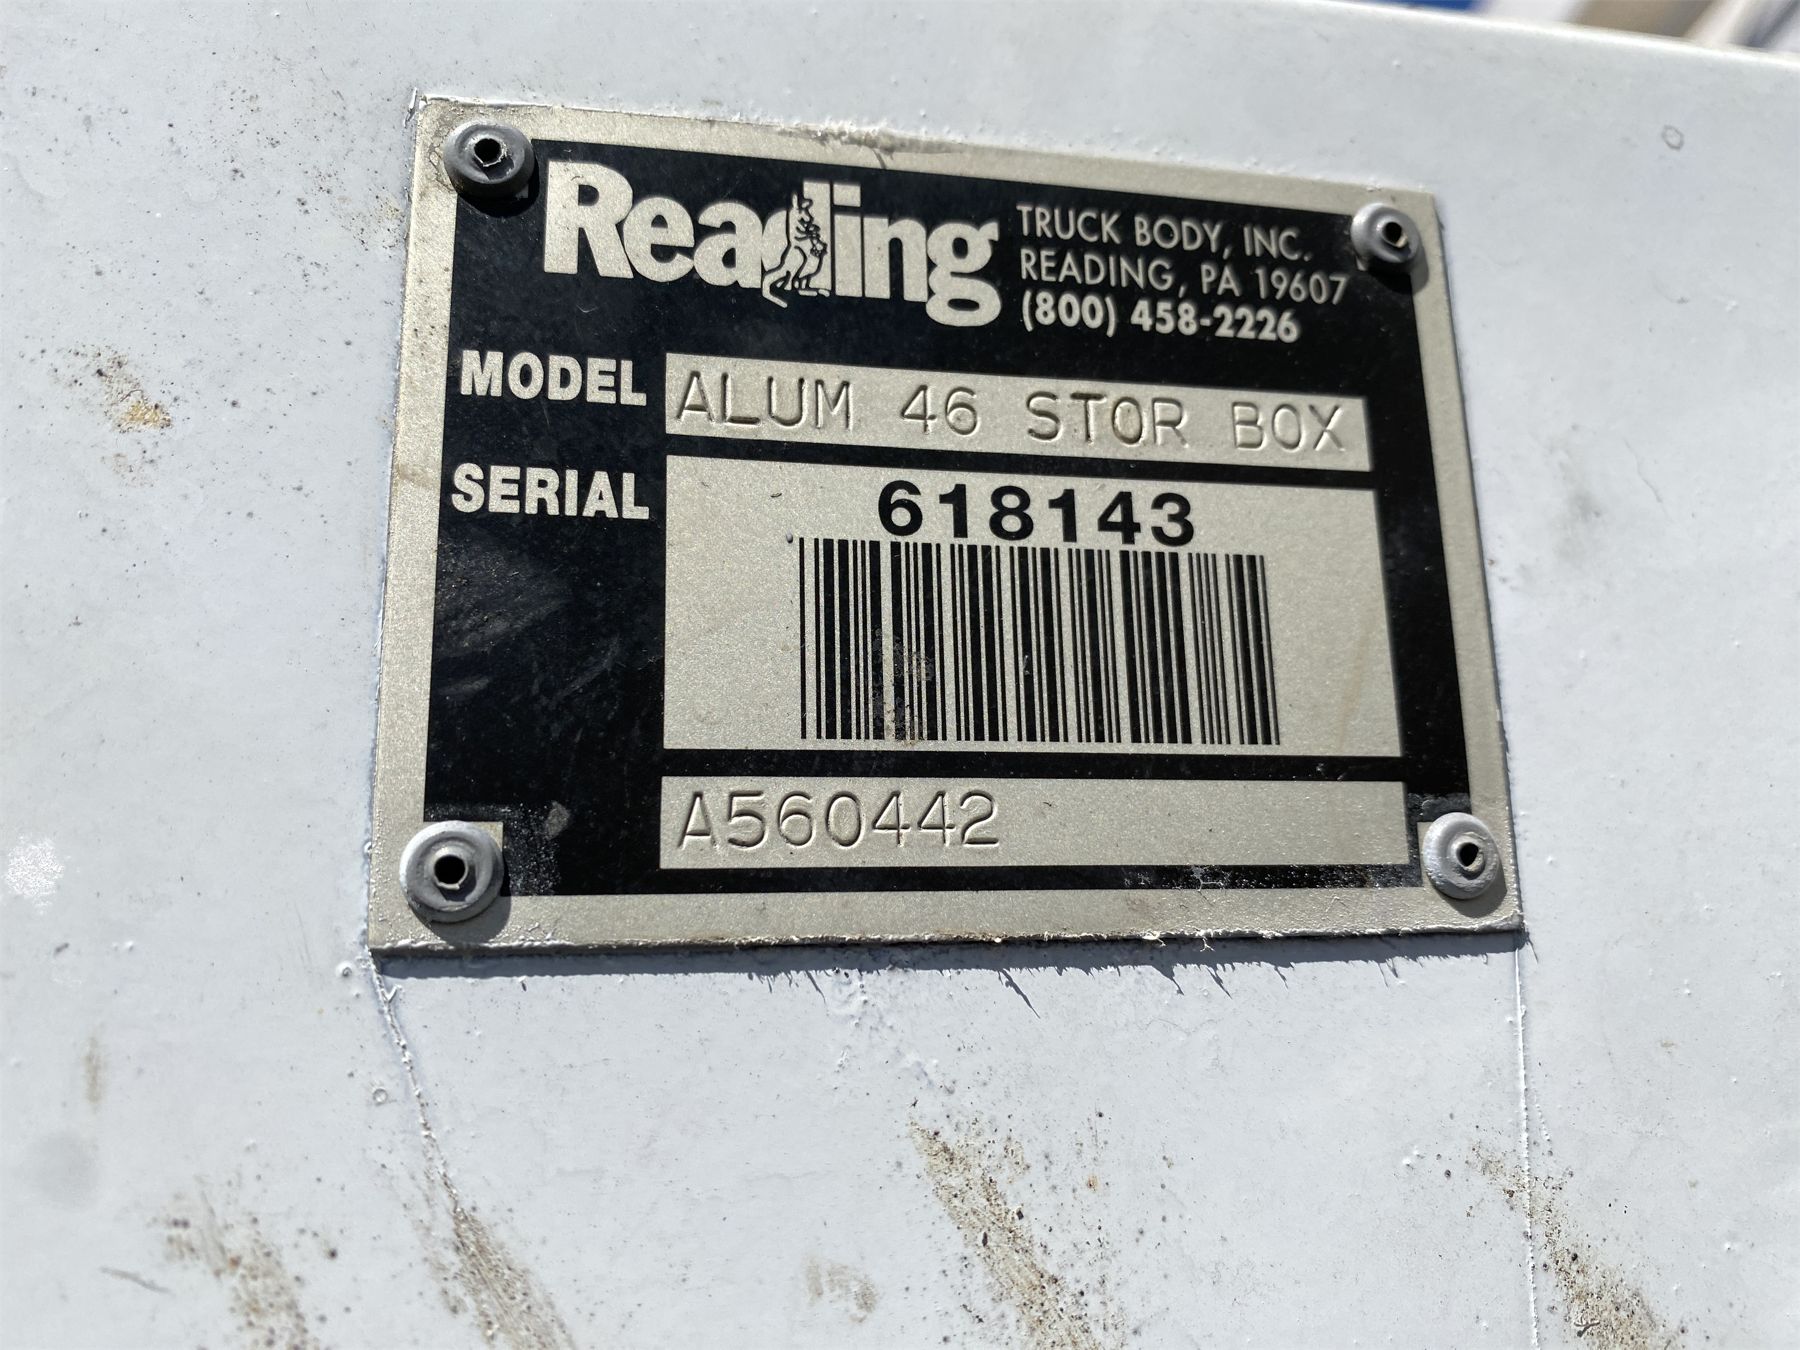 Reading
TRUCK BODY, INC.
READING, PA 19607
(800) 458-2226
MODEL ALUM 46 STOR BOX
SERIAL 618143
A560442